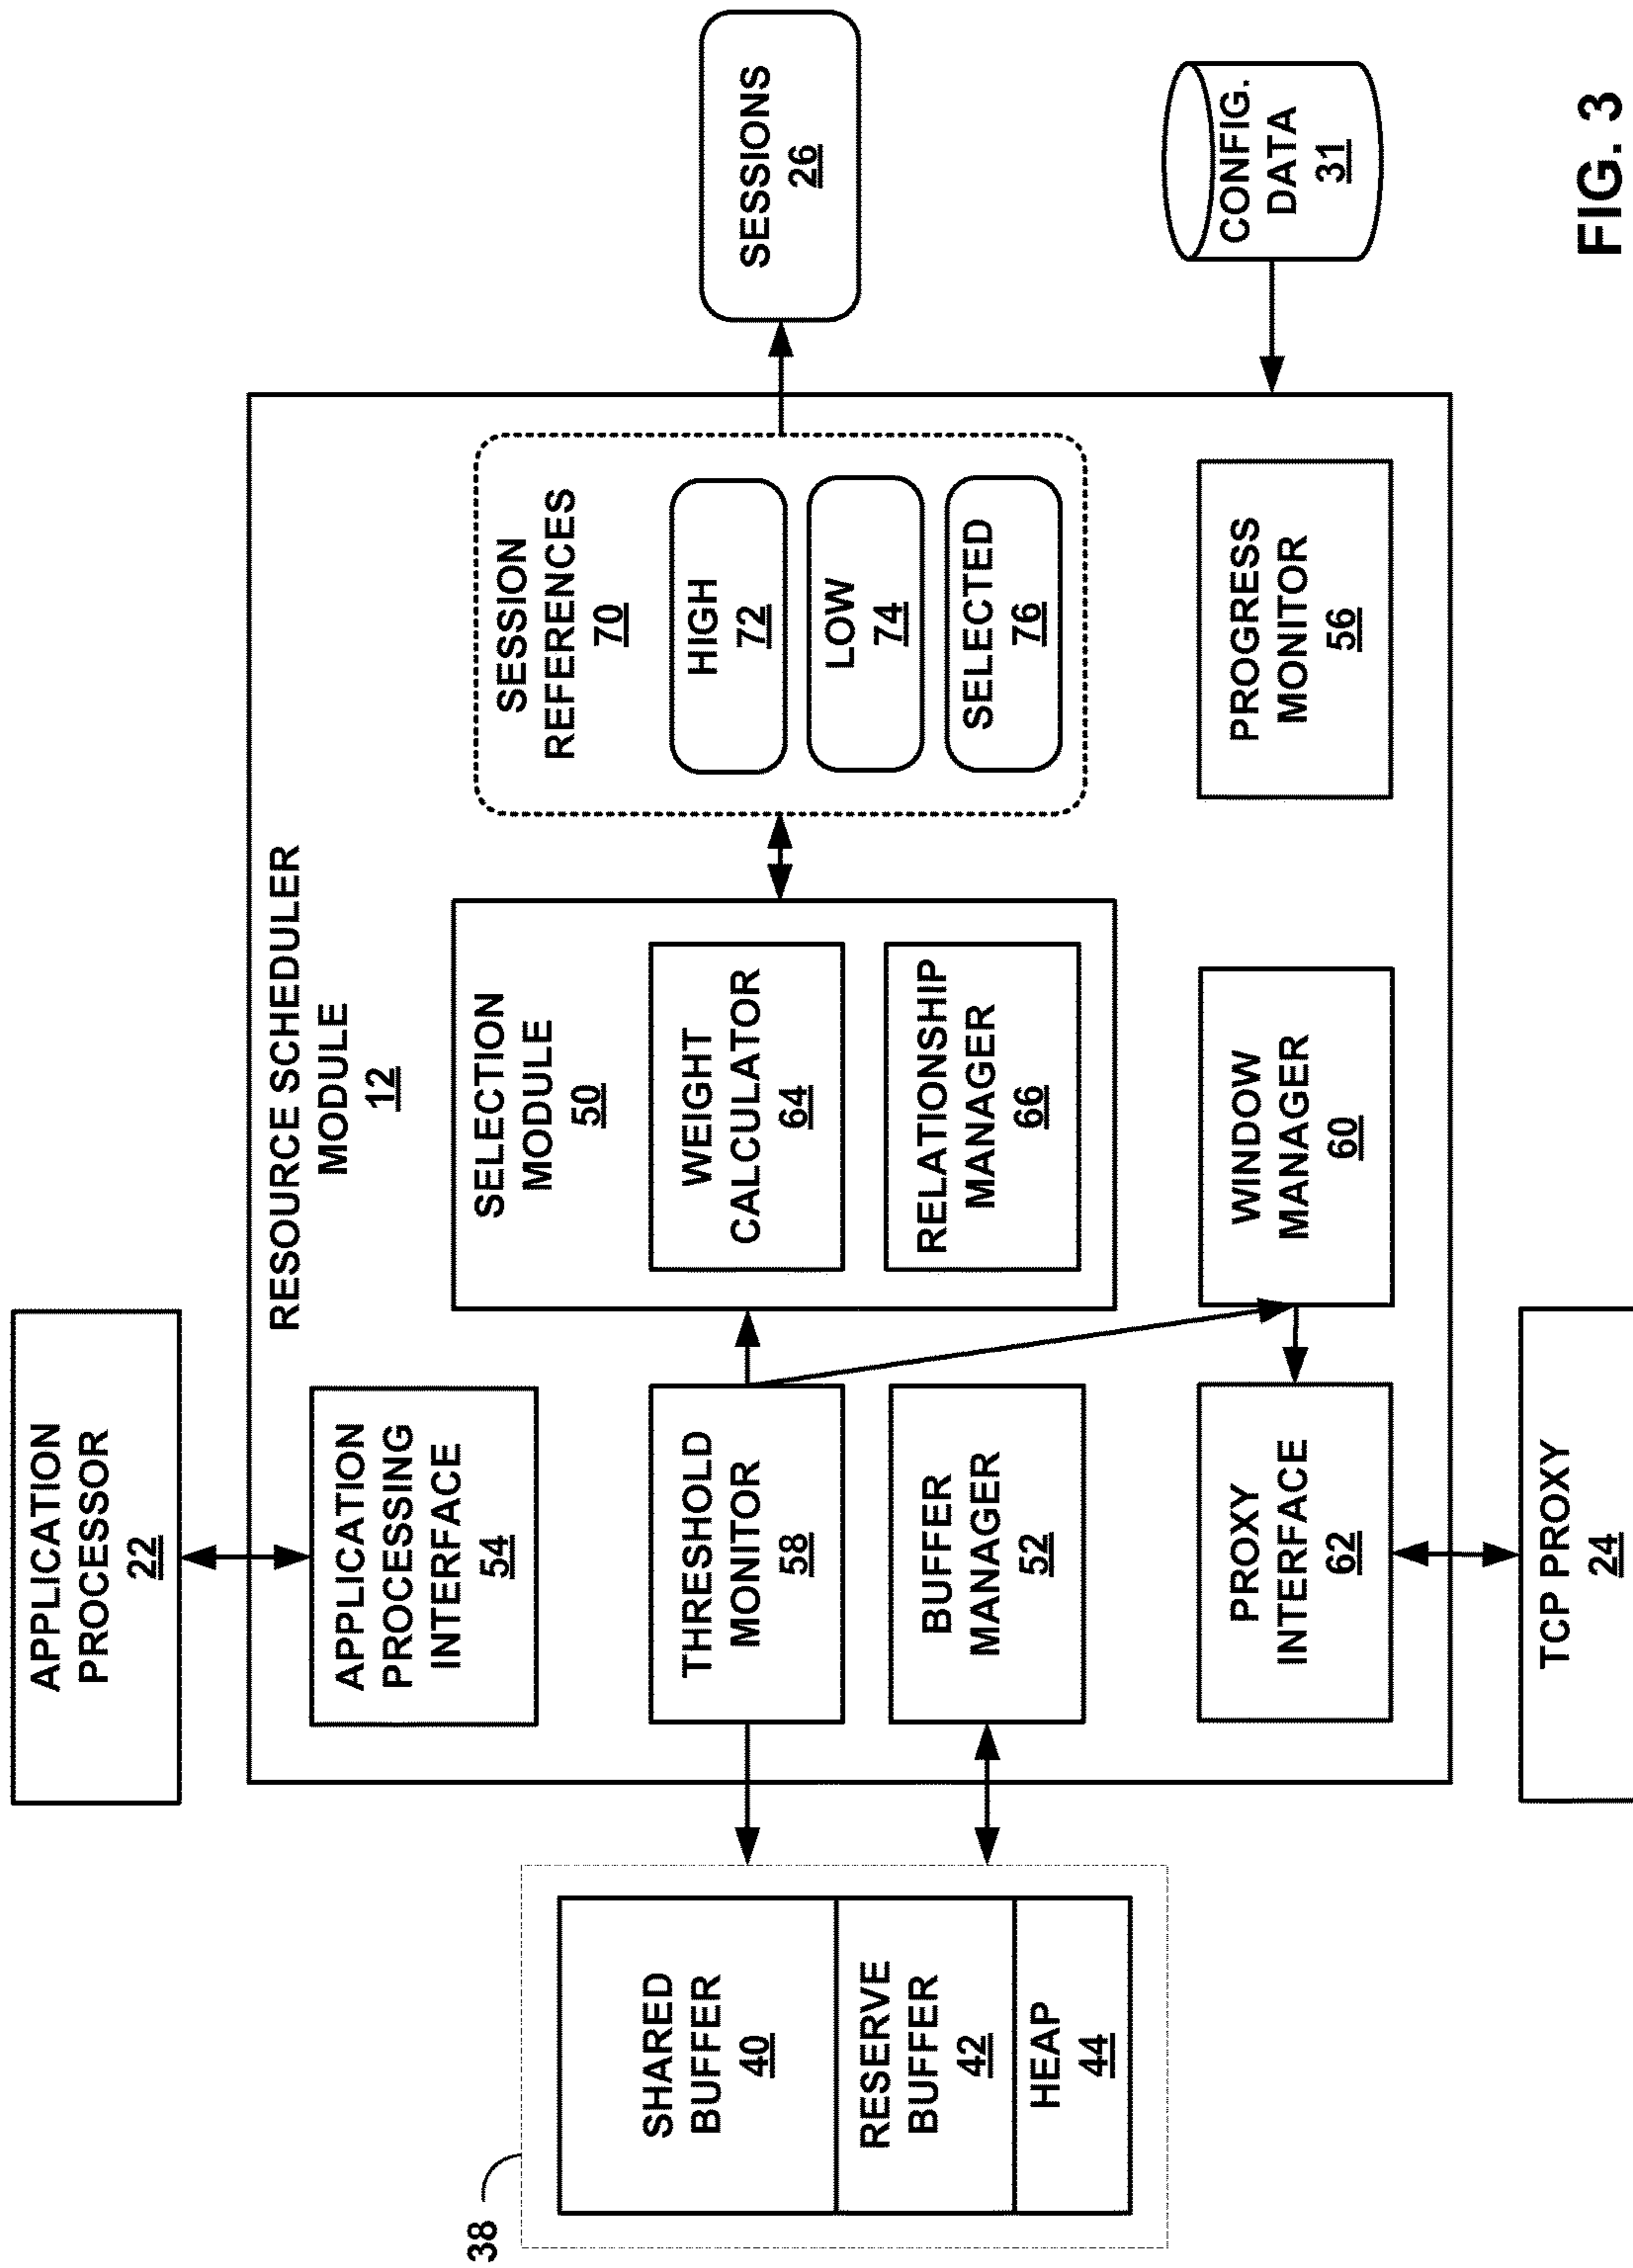 38
SHARED
BUFFER
40
RESERVE
BUFFER
42
HEAP
44
APPLICATION
PROCESSOR
22
RESOURCE SCHEDULER
MODULE
12
APPLICATION
PROCESSING
INTERFACE
54
THRESHOLD
MONITOR
58
BUFFER
MANAGER
52
PROXY
INTERFACE
62
TCP PROXY
24
SELECTION
MODULE
50
WEIGHT
CALCULATOR
64
RELATIONSHIP
MANAGER
66
WINDOW
MANAGER
60
SESSION
REFERENCES
70
HIGH
72
LOW
74
SELECTED
76
PROGRESS
MONITOR
56
SESSIONS
26
CONFIG.
DATA
31
FIG. 3